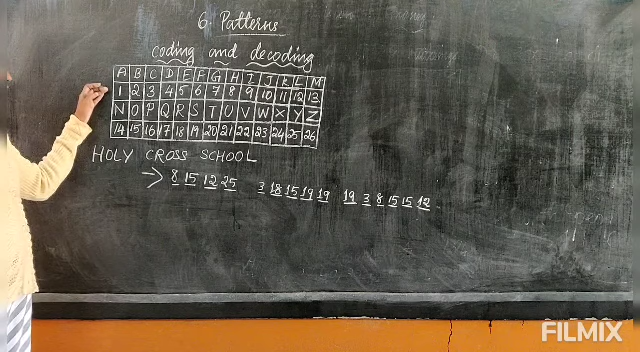 6. Patterns
coding and decoding
A B C D E F G H I J K L M
1 2 3 4 5 6 7 8 9 10 11 12 13
N O P Q R S T U V W X Y Z
14 15 16 17 18 19 20 21 22 23 24 25 26
HOLY CROSS SCHOOL
→ 8 15 12 25 3 18 15 19 19 19 3 8 15 15 12
FILMIX